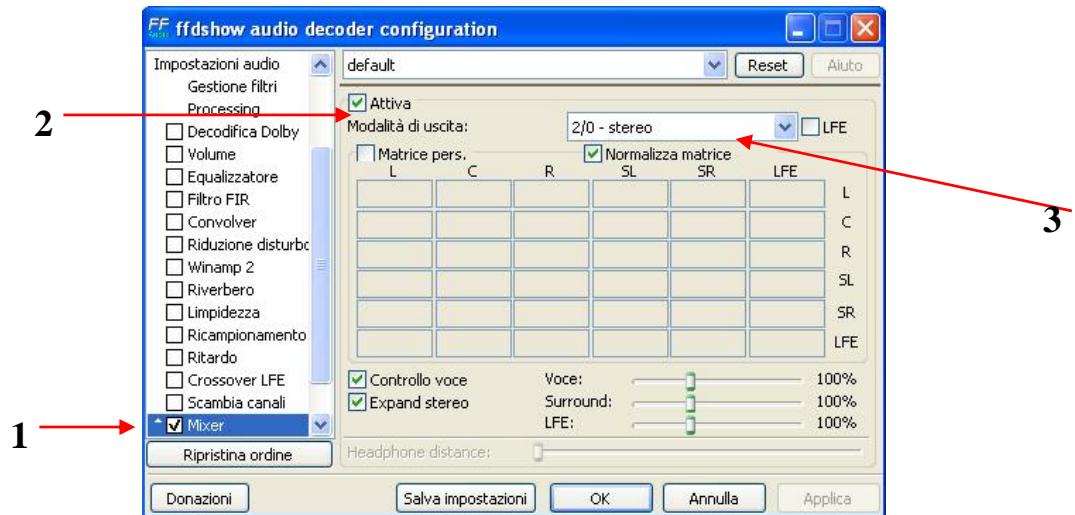 FF ffdshow audio decoder configuration
Impostazioni audio
Gestione filtri
Processing
Decodifica Dolby
Volume
Equalizzatore
Filtro FIR
Convolver
Riduzione disturbo
Winamp 2
Riverbero
Limpidezza
Ricampionamento
Ritardo
Crossover LFE
Scambia canali
Mixer
Ripristina ordine
default Reset Aiuto
Attiva
Modalità di uscita: 2/0 - stereo LFE
Matrice pers. Normalizza matrice
L C R SL SR LFE
L
C
R
SL
SR
LFE
Controllo voce Voce: 100%
Expand stereo Surround: 100%
LFE: 100%
Headphone distance:
Donazioni Salva impostazioni OK Annulla Applica
1
2
3